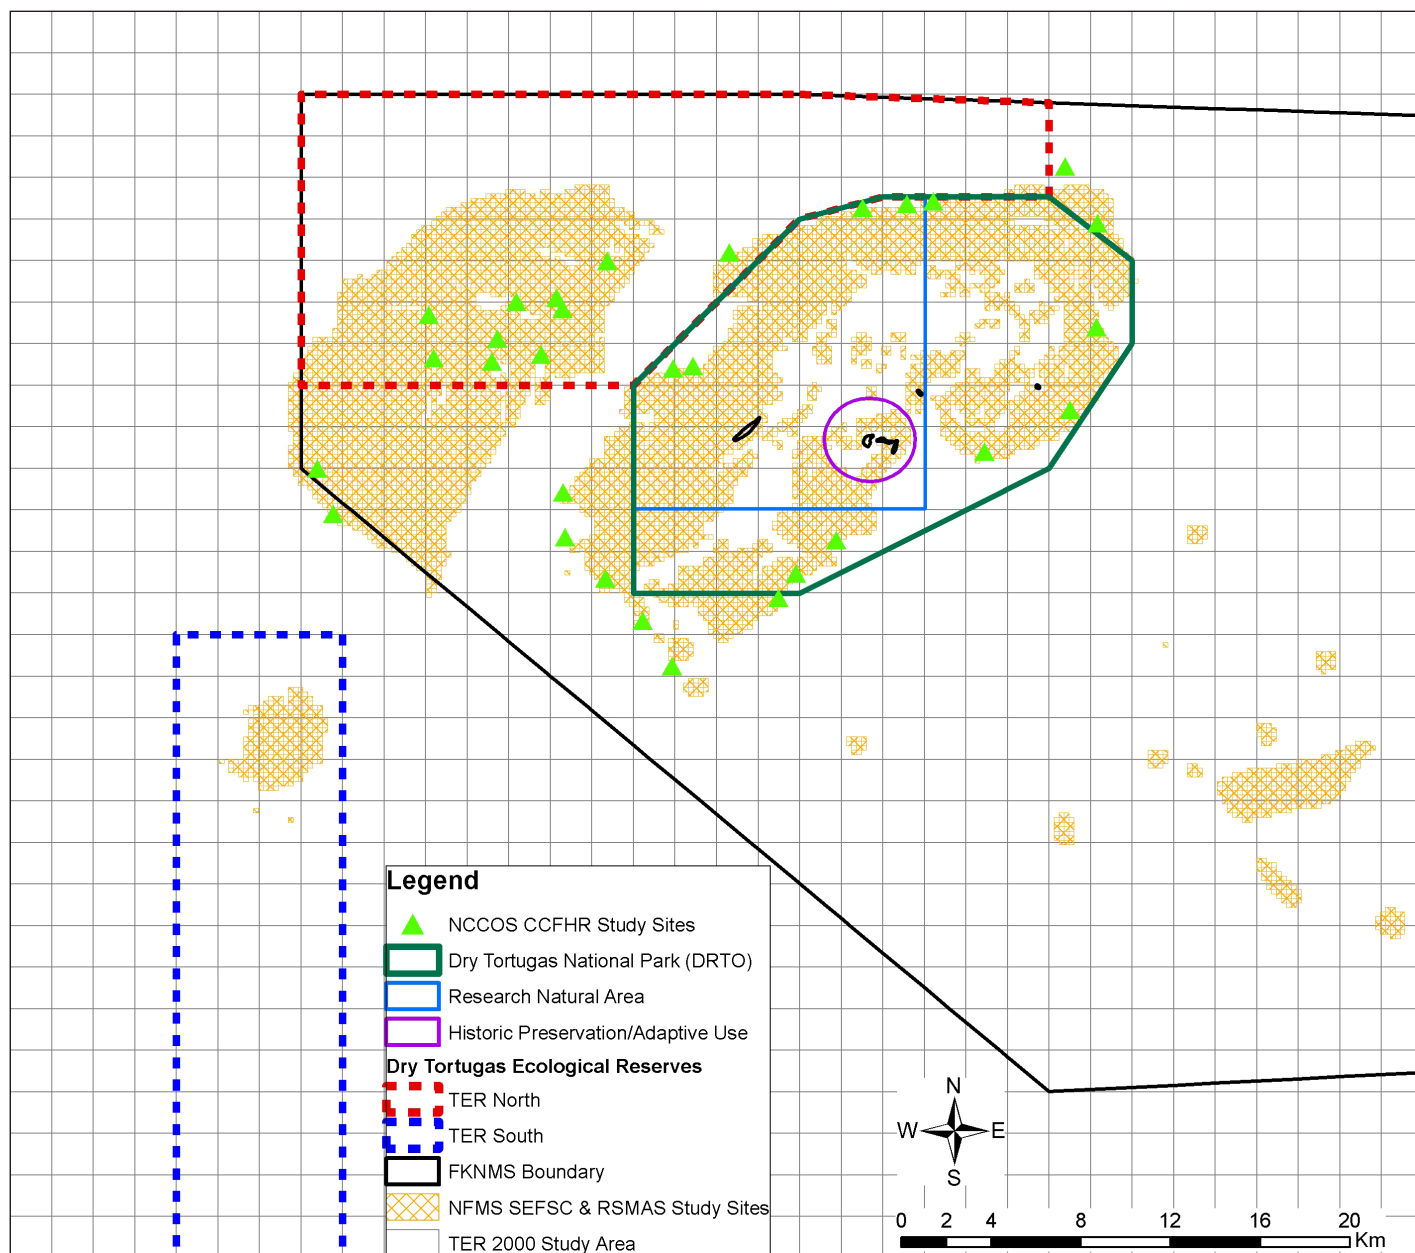 Legend
NCCOS CCFHR Study Sites
Dry Tortugas National Park (DRTO)
Research Natural Area
Historic Preservation/Adaptive Use
Dry Tortugas Ecological Reserves
TER North
TER South
FKNMS Boundary
NFMS SEFSC & RSMAS Study Sites
TER 2000 Study Area
N
W E
S
0 2 4 8 12 16 20
Km